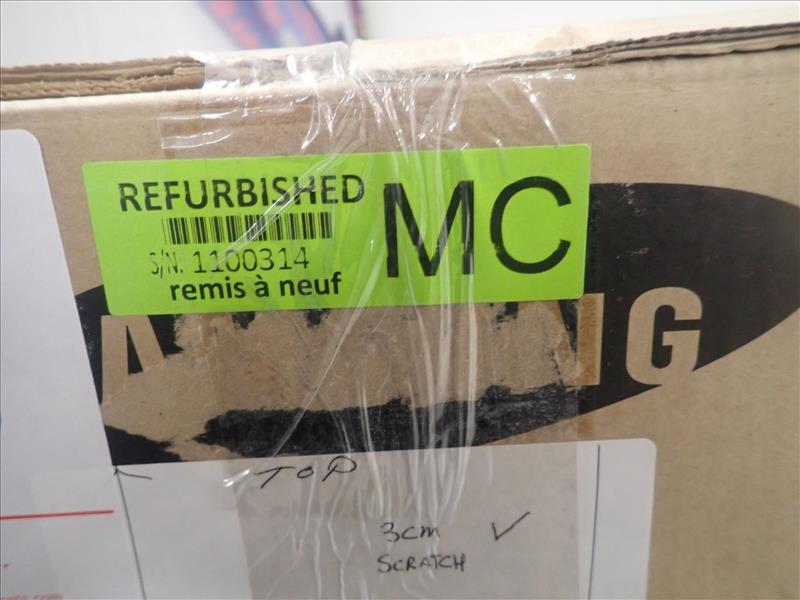 REFURBISHED
MC
S/N: 1100314
remis à neuf
TOP
3cm ✓
SCRATCH